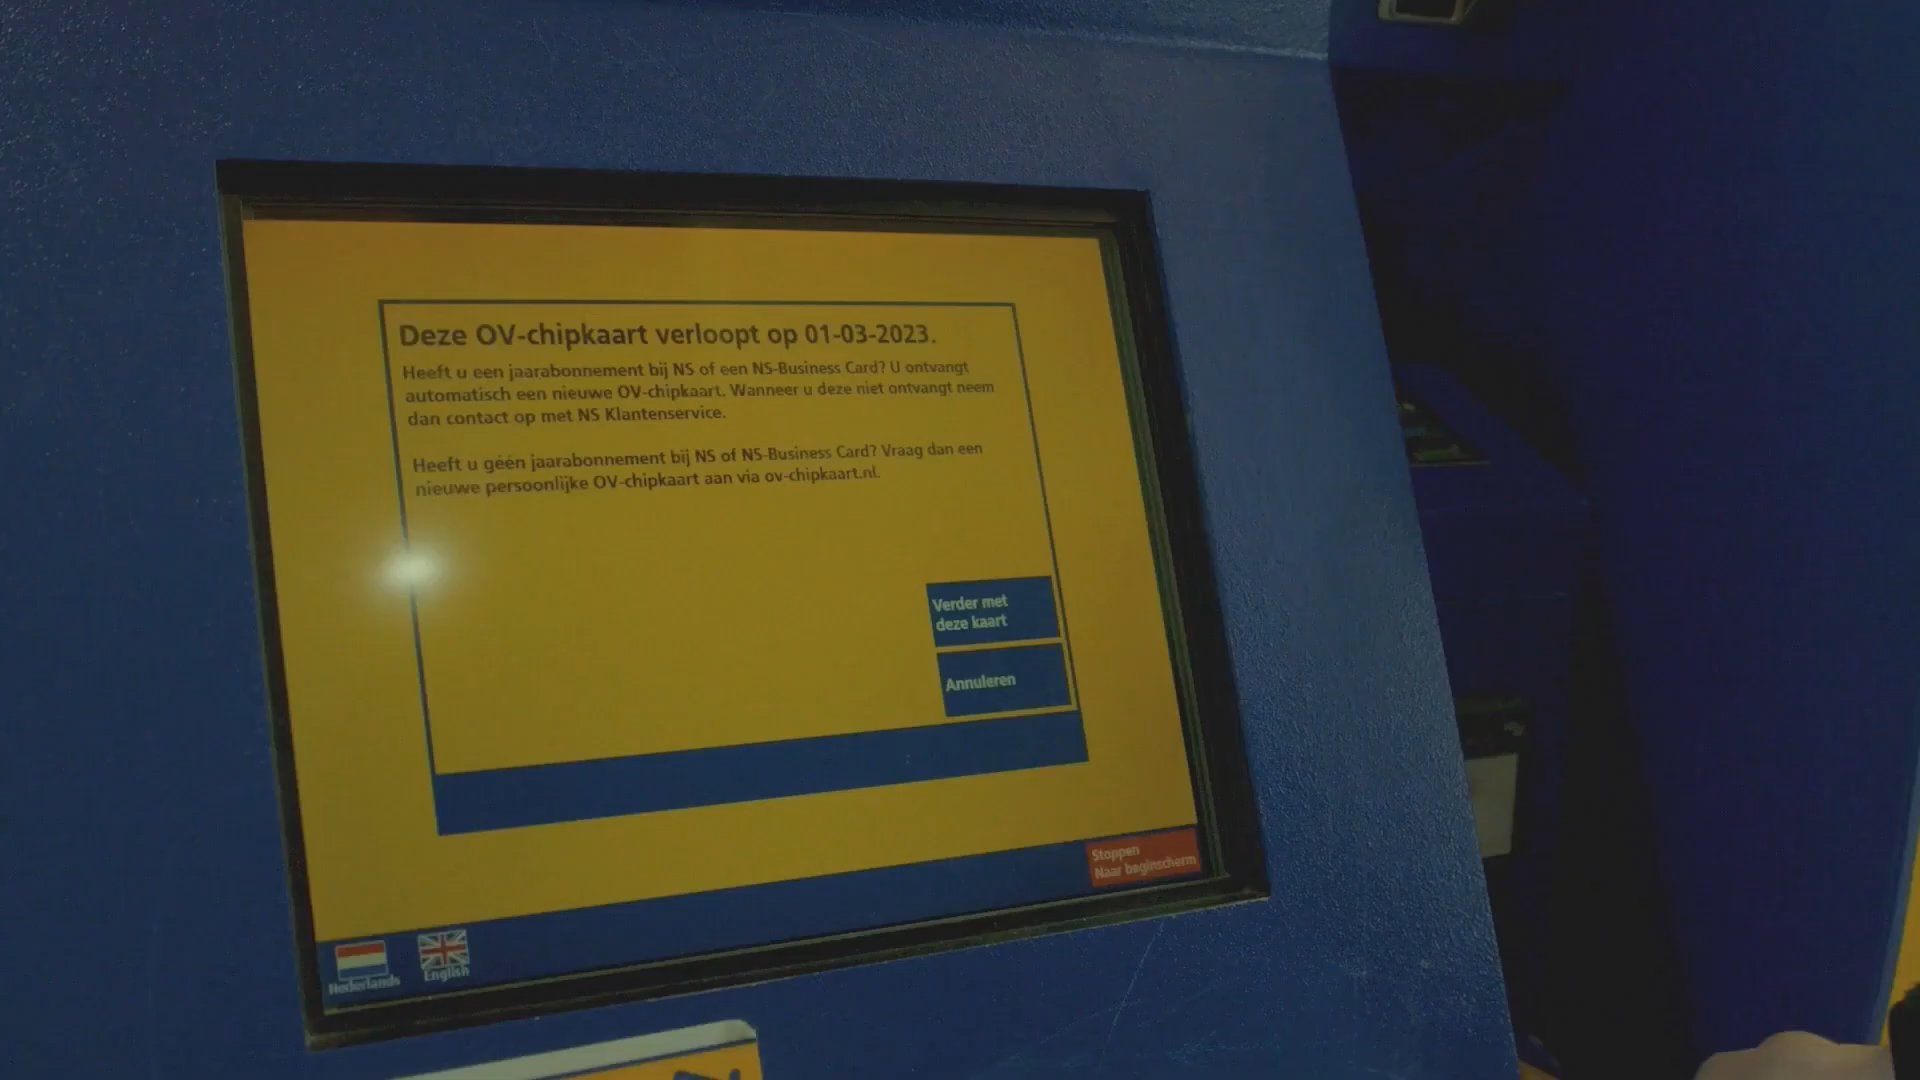 Deze OV-chipkaart verloopt op 01-03-2023.
Heeft u een jaarabonnement bij NS of een NS-Business Card? U ontvangt
automatisch een nieuwe OV-chipkaart. Wanneer u deze niet ontvangt neem
dan contact op met NS Klantenservice.
Heeft u géén jaarabonnement bij NS of NS-Business Card? Vraag dan een
nieuwe persoonlijke OV-chipkaart aan via ov-chipkaart.nl.
Verder met
deze kaart
Annuleren
Stoppen
Naar beginscherm
Nederlands
English